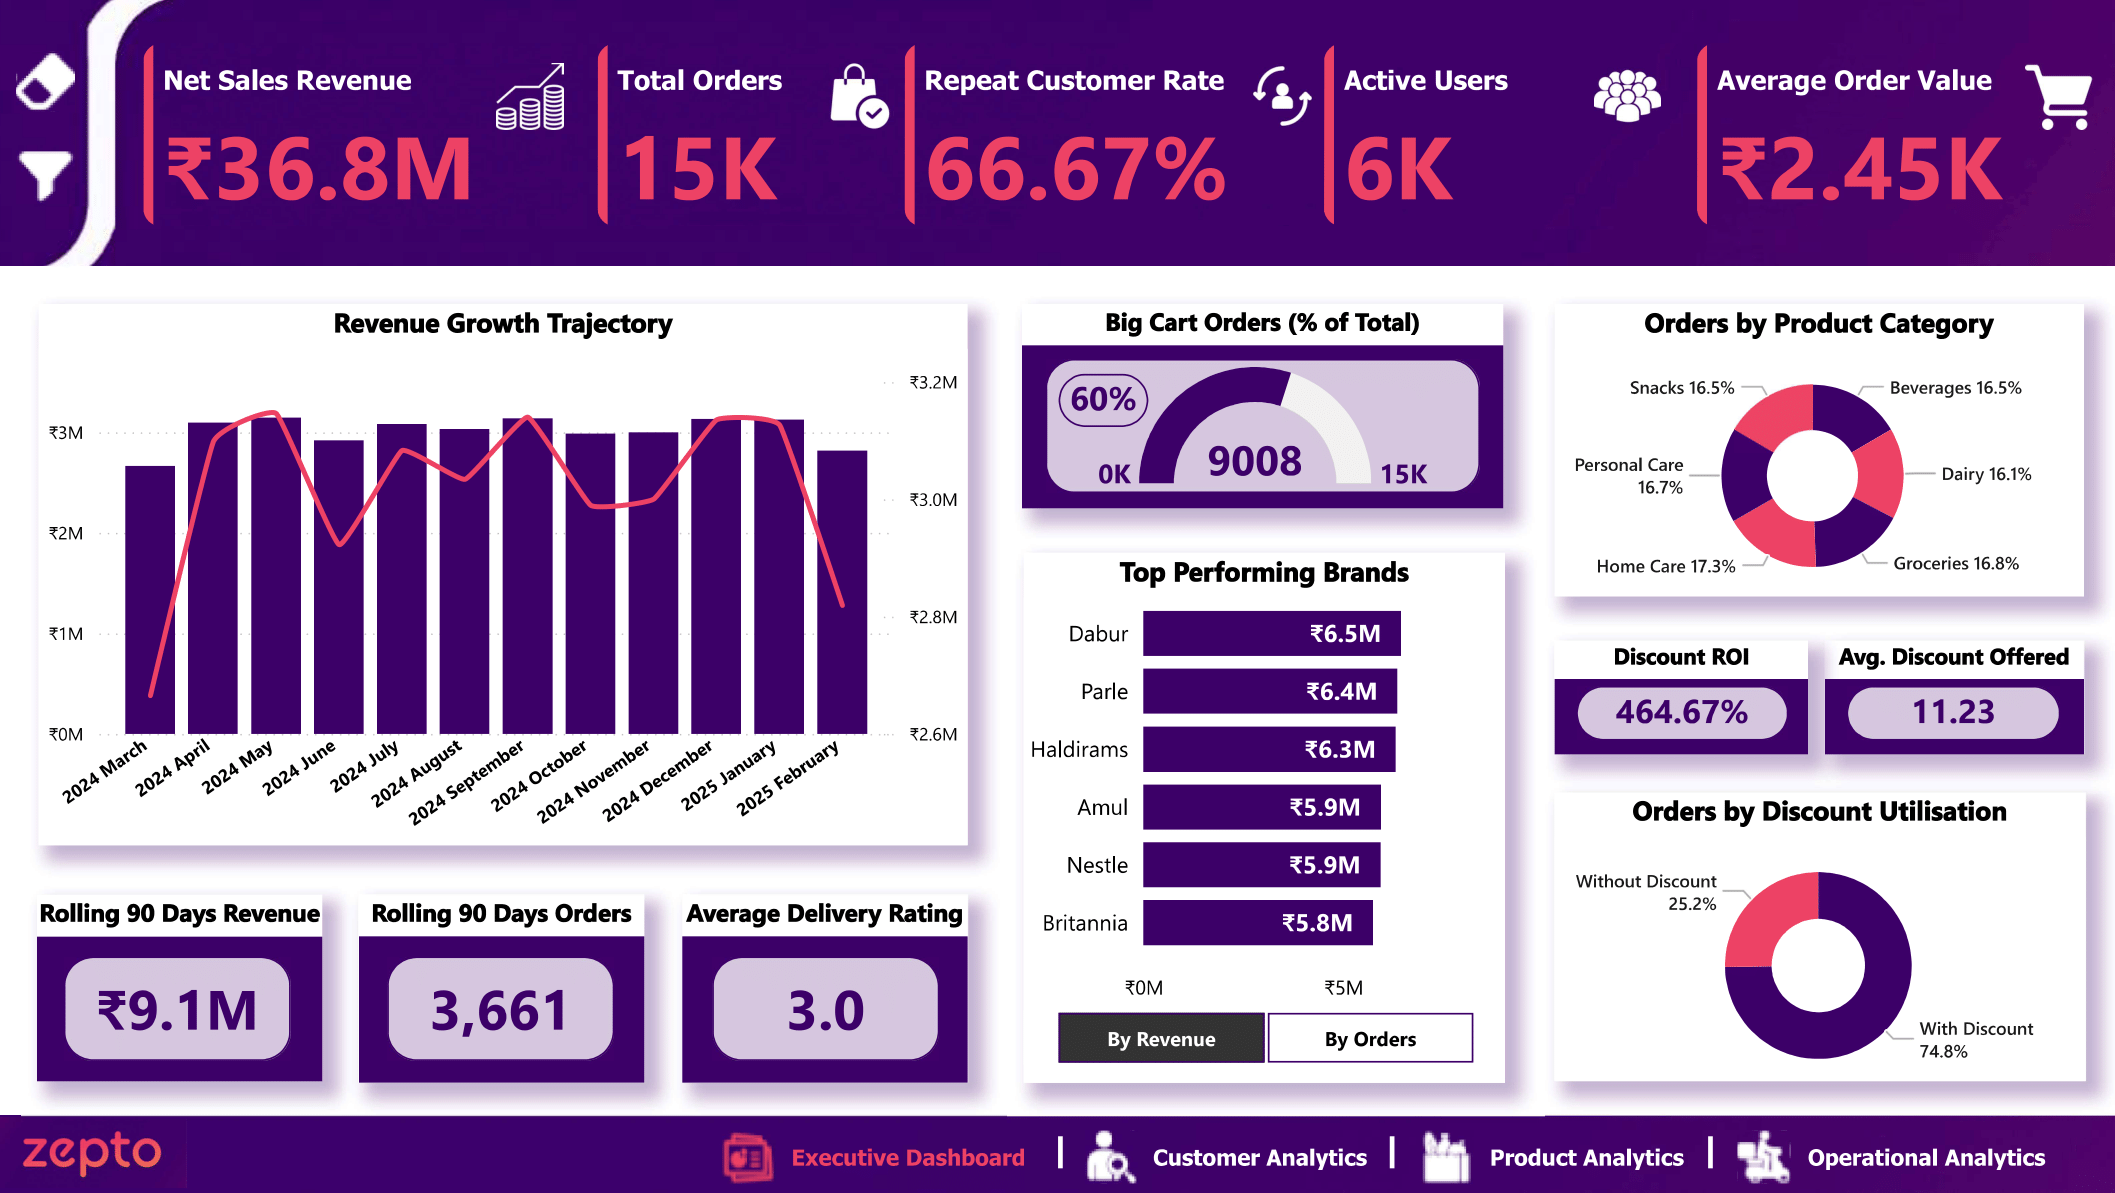 Net Sales Revenue
₹36.8M
Total Orders
15K
Repeat Customer Rate
66.67%
Active Users
6K
Average Order Value
₹2.45K
Revenue Growth Trajectory
₹3.2M
₹3M
₹3.0M
₹2M
₹2.8M
₹1M
₹0M
₹2.6M
2024 March
2024 April
2024 May
2024 June
2024 July
2024 August
2024 September
2024 October
2024 November
2024 December
2025 January
2025 February
Rolling 90 Days Revenue
₹9.1M
Rolling 90 Days Orders
3,661
Average Delivery Rating
3.0
Big Cart Orders (% of Total)
60%
9008
0K
15K
Top Performing Brands
Dabur ₹6.5M
Parle ₹6.4M
Haldirams ₹6.3M
Amul ₹5.9M
Nestle ₹5.9M
Britannia ₹5.8M
₹0M ₹5M
By Revenue
By Orders
Orders by Product Category
Snacks 16.5%
Beverages 16.5%
Personal Care
16.7%
Dairy 16.1%
Home Care 17.3%
Groceries 16.8%
Discount ROI
464.67%
Avg. Discount Offered
11.23
Orders by Discount Utilisation
Without Discount
25.2%
With Discount
74.8%
zepto
Executive Dashboard
Customer Analytics
Product Analytics
Operational Analytics